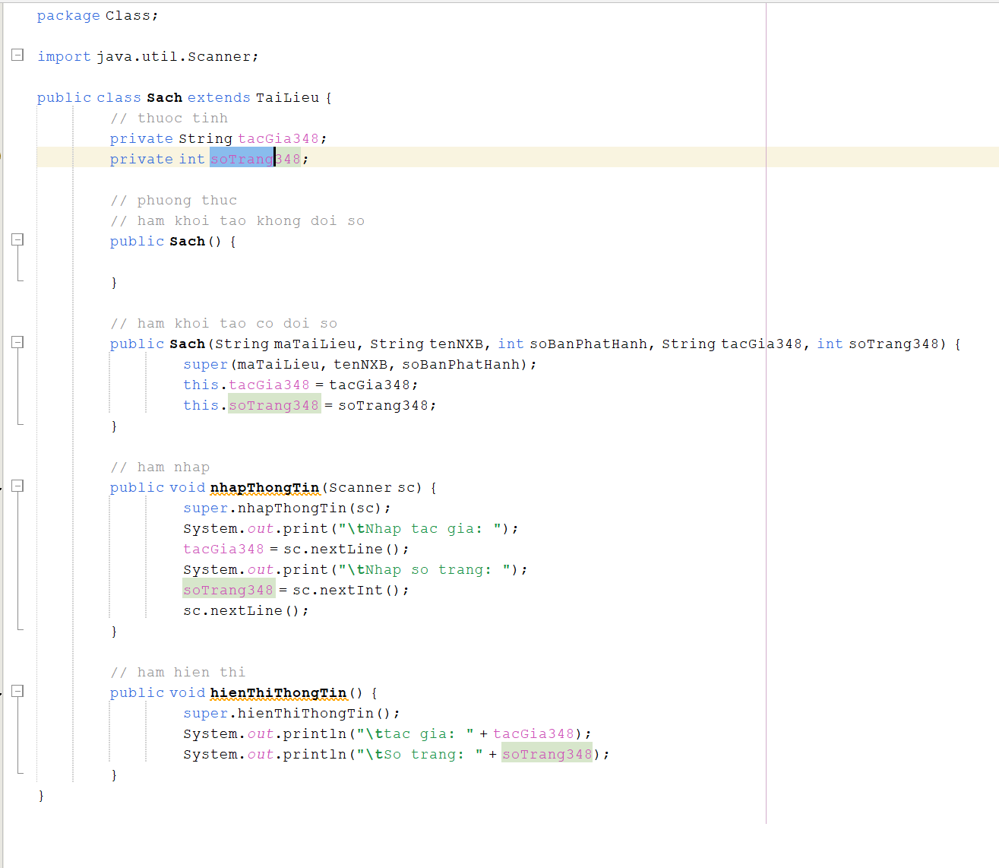 package Class;
import java.util.Scanner;
public class Sach extends TaiLieu {
// thuoc tinh
private String tacGia348;
private int soTrang348;
// phuong thuc
// ham khoi tao khong doi so
public Sach() {
}
// ham khoi tao co doi so
public Sach(String maTaiLieu, String tenNXB, int soBanPhatHanh, String tacGia348, int soTrang348) {
super(maTaiLieu, tenNXB, soBanPhatHanh);
this.tacGia348 = tacGia348;
this.soTrang348 = soTrang348;
}
// ham nhap
public void nhapThongTin(Scanner sc) {
super.nhapThongTin(sc);
System.out.print("\tNhap tac gia: ");
tacGia348 = sc.nextLine();
System.out.print("\tNhap so trang: ");
soTrang348 = sc.nextInt();
sc.nextLine();
}
// ham hien thi
public void hienThiThongTin() {
super.hienThiThongTin();
System.out.println("\ttac gia: " + tacGia348);
System.out.println("\tSo trang: " + soTrang348);
}
}